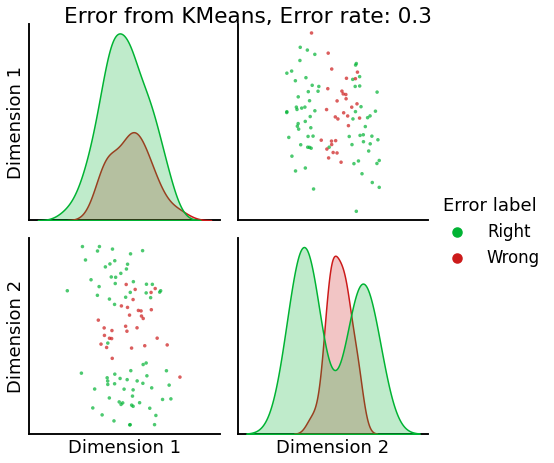 Error from KMeans, Error rate: 0.3
Dimension 1
Error label
Right
Wrong
Dimension 2
Dimension 1
Dimension 2